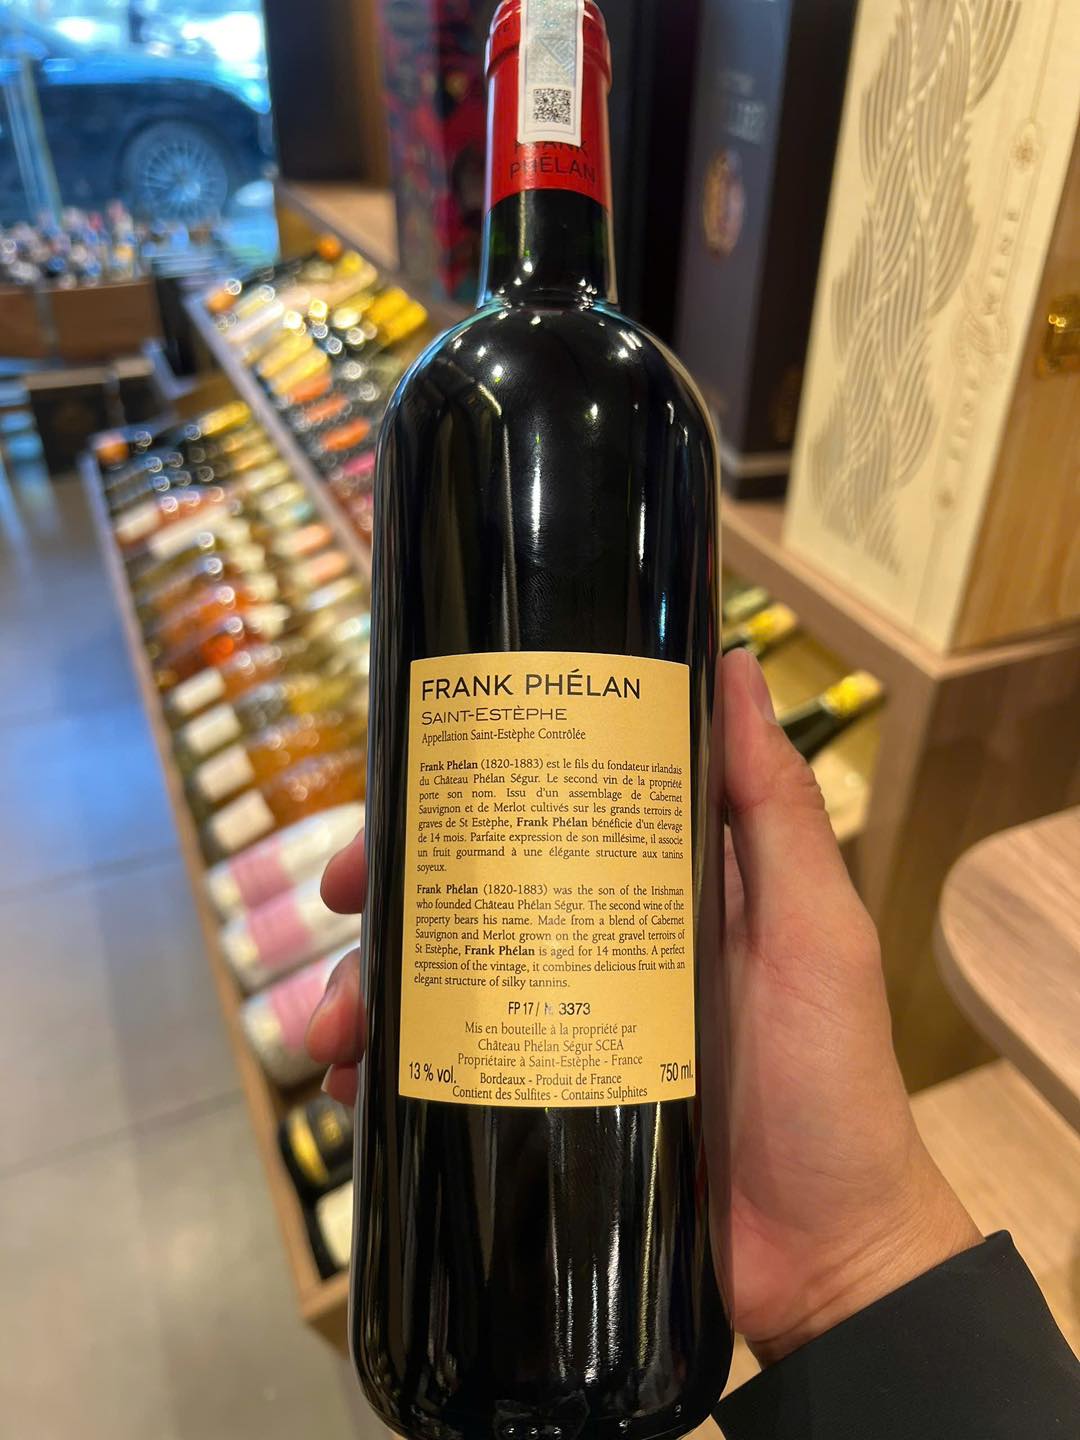 FRANK
PHÉLAN
FRANK PHÉLAN
SAINT-ESTÈPHE
Appellation Saint-Estèphe Contrôlée
Frank Phélan (1820-1883) est le fils du fondateur irlandais
du Château Phélan Ségur. Le second vin de la propriété
porte son nom. Issu d'un assemblage de Cabernet
Sauvignon et de Merlot cultivés sur les grands terroirs de
graves de St Estèphe, Frank Phélan bénéficie d'un élevage
de 14 mois. Parfaite expression de son millésime, il associe
un fruit gourmand à une élégante structure aux tanins
soyeux.
Frank Phélan (1820-1883) was the son of the Irishman
who founded Château Phélan Ségur. The second wine of the
property bears his name. Made from a blend of Cabernet
Sauvignon and Merlot grown on the great gravel terroirs of
St Estèphe, Frank Phélan is aged for 14 months. A perfect
expression of the vintage, it combines delicious fruit with an
elegant structure of silky tannins.
FP 17 / 3373
Mis en bouteille à la propriété par
Château Phélan Ségur SCEA
Propriétaire à Saint-Estèphe - France
13 % vol.
Bordeaux - Produit de France
750 ml.
Contient des Sulfites - Contains Sulphites